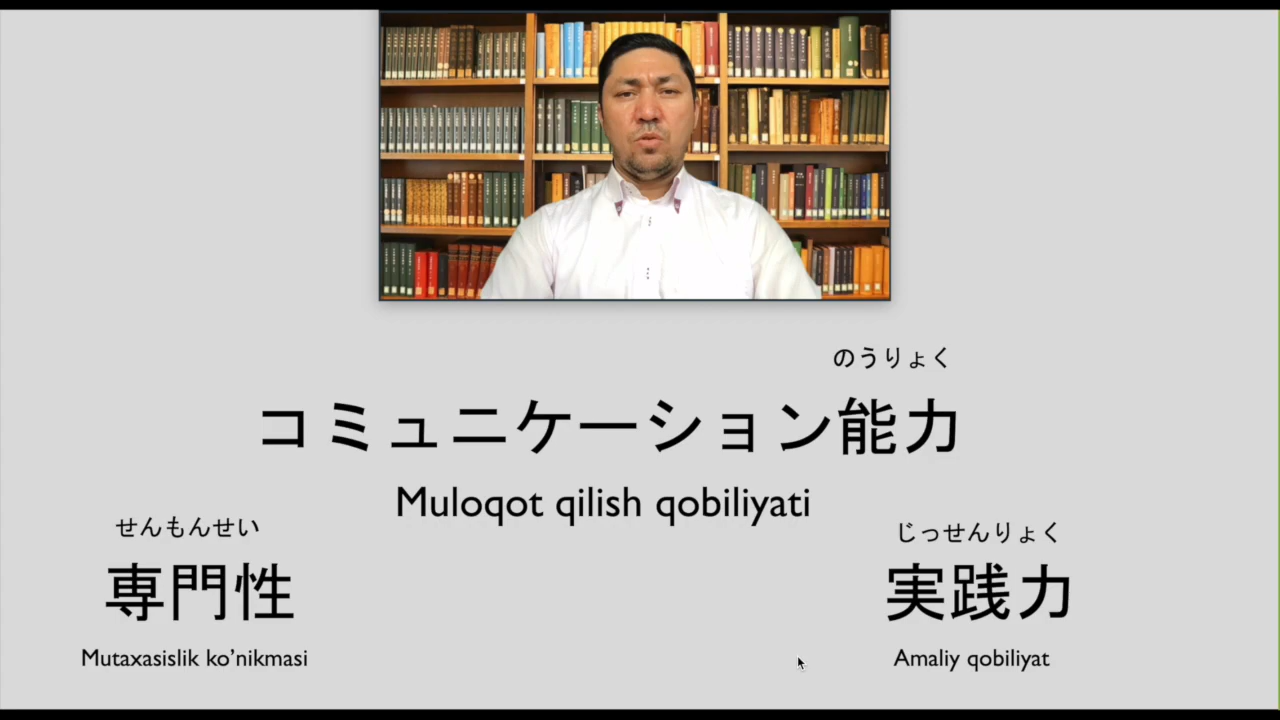 のうりょく
コミュニケーション能力
Muloqot qilish qobiliyati
せんもんせい
専門性
Mutaxasislik ko’nikmasi
じっせんりょく
実践力
Amaliy qobiliyat